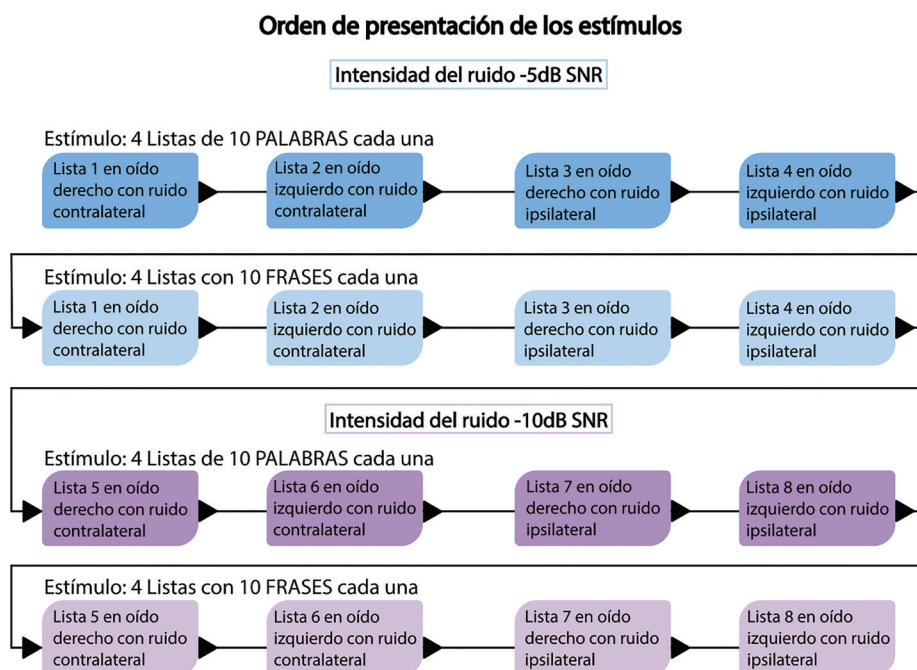 Orden de presentación de los estímulos
Intensidad del ruido -5dB SNR
Estímulo: 4 Listas de 10 PALABRAS cada una
Lista 1 en oído
derecho con ruido
contralateral
Lista 2 en oído
izquierdo con ruido
contralateral
Lista 3 en oído
derecho con ruido
ipsilateral
Lista 4 en oído
izquierdo con ruido
ipsilateral
Estímulo: 4 Listas con 10 FRASES cada una
Lista 1 en oído
derecho con ruido
contralateral
Lista 2 en oído
izquierdo con ruido
contralateral
Lista 3 en oído
derecho con ruido
ipsilateral
Lista 4 en oído
izquierdo con ruido
ipsilateral
Intensidad del ruido -10dB SNR
Estímulo: 4 Listas de 10 PALABRAS cada una
Lista 5 en oído
derecho con ruido
contralateral
Lista 6 en oído
izquierdo con ruido
contralateral
Lista 7 en oído
derecho con ruido
ipsilateral
Lista 8 en oído
izquierdo con ruido
ipsilateral
Estímulo: 4 Listas con 10 FRASES cada una
Lista 5 en oído
derecho con ruido
contralateral
Lista 6 en oído
izquierdo con ruido
contralateral
Lista 7 en oído
derecho con ruido
ipsilateral
Lista 8 en oído
izquierdo con ruido
ipsilateral